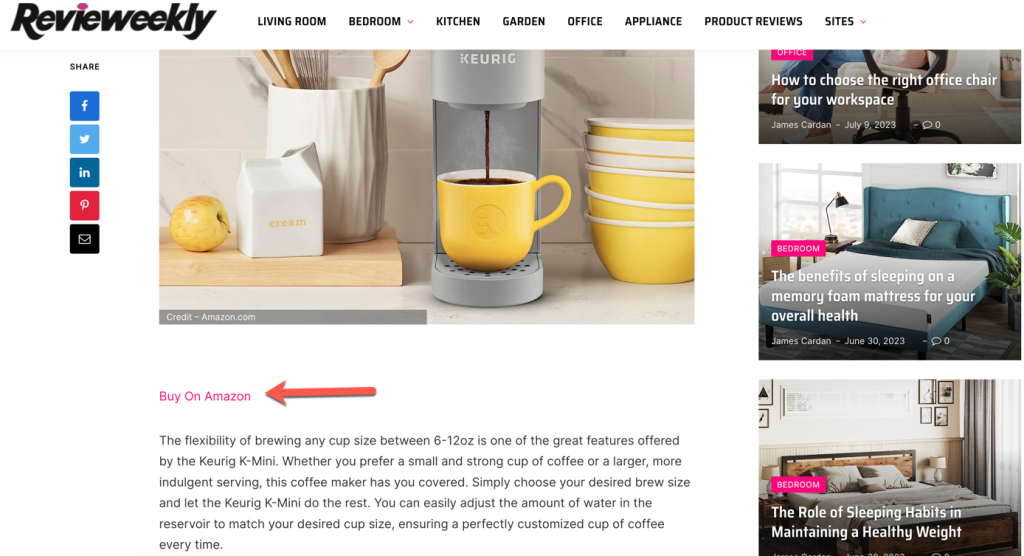 Revieweekly
LIVING ROOM
BEDROOM
KITCHEN
GARDEN
OFFICE
APPLIANCE
PRODUCT REVIEWS
SITES
SHARE
KEURIG
cream
Credit – Amazon.com
Buy On Amazon
The flexibility of brewing any cup size between 6-12oz is one of the great features offered
by the Keurig K-Mini. Whether you prefer a small and strong cup of coffee or a larger, more
indulgent serving, this coffee maker has you covered. Simply choose your desired brew size
and let the Keurig K-Mini do the rest. You can easily adjust the amount of water in the
reservoir to match your desired cup size, ensuring a perfectly customized cup of coffee
every time.
OFFICE
How to choose the right office chair
for your workspace
James Cardan – July 9, 2023 – 0
BEDROOM
The benefits of sleeping on a
memory foam mattress for your
overall health
James Cardan – June 30, 2023 – 0
BEDROOM
The Role of Sleeping Habits in
Maintaining a Healthy Weight
James Cardan – June 30, 2023 – 0